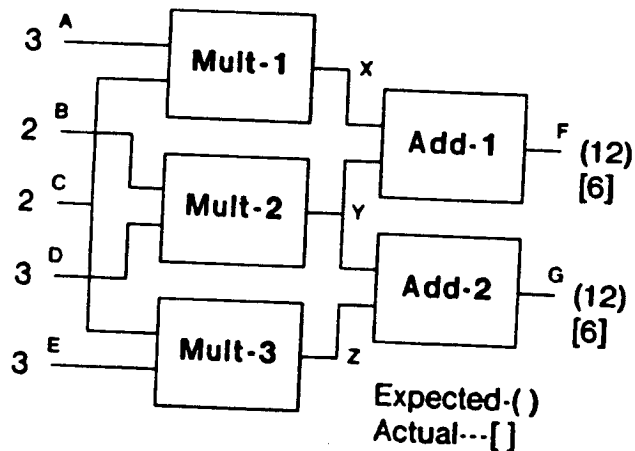 3 A
Mult-1
X
2 B
Add-1
F (12)
[6]
2 C
Mult-2
Y
3 D
Add-2
G (12)
[6]
3 E
Mult-3
Z
Expected-( )
Actual---[ ]